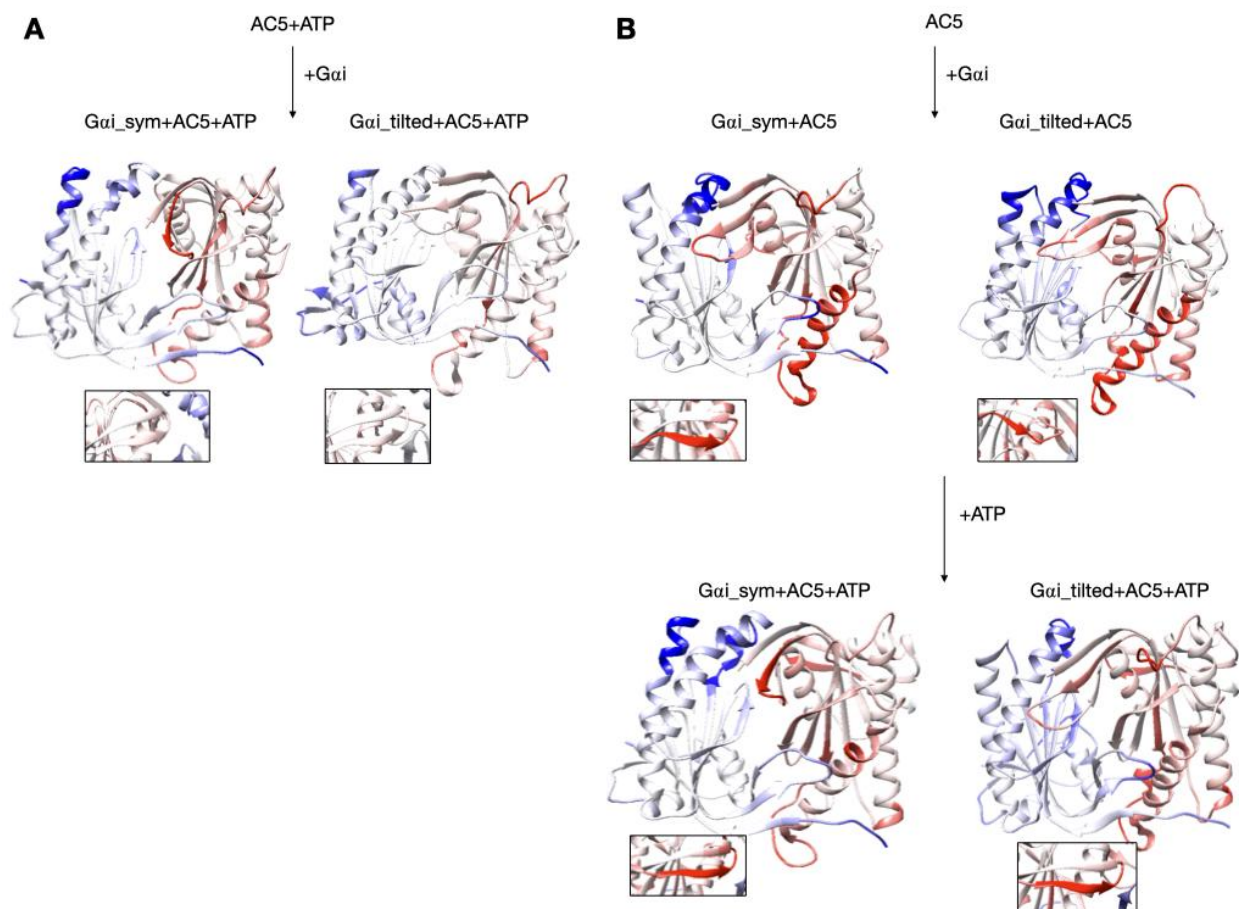 A
AC5+ATP
+Gαi
Gαi_sym+AC5+ATP
Gαi_tilted+AC5+ATP
B
AC5
+Gαi
Gαi_sym+AC5
Gαi_tilted+AC5
+ATP
Gαi_sym+AC5+ATP
Gαi_tilted+AC5+ATP